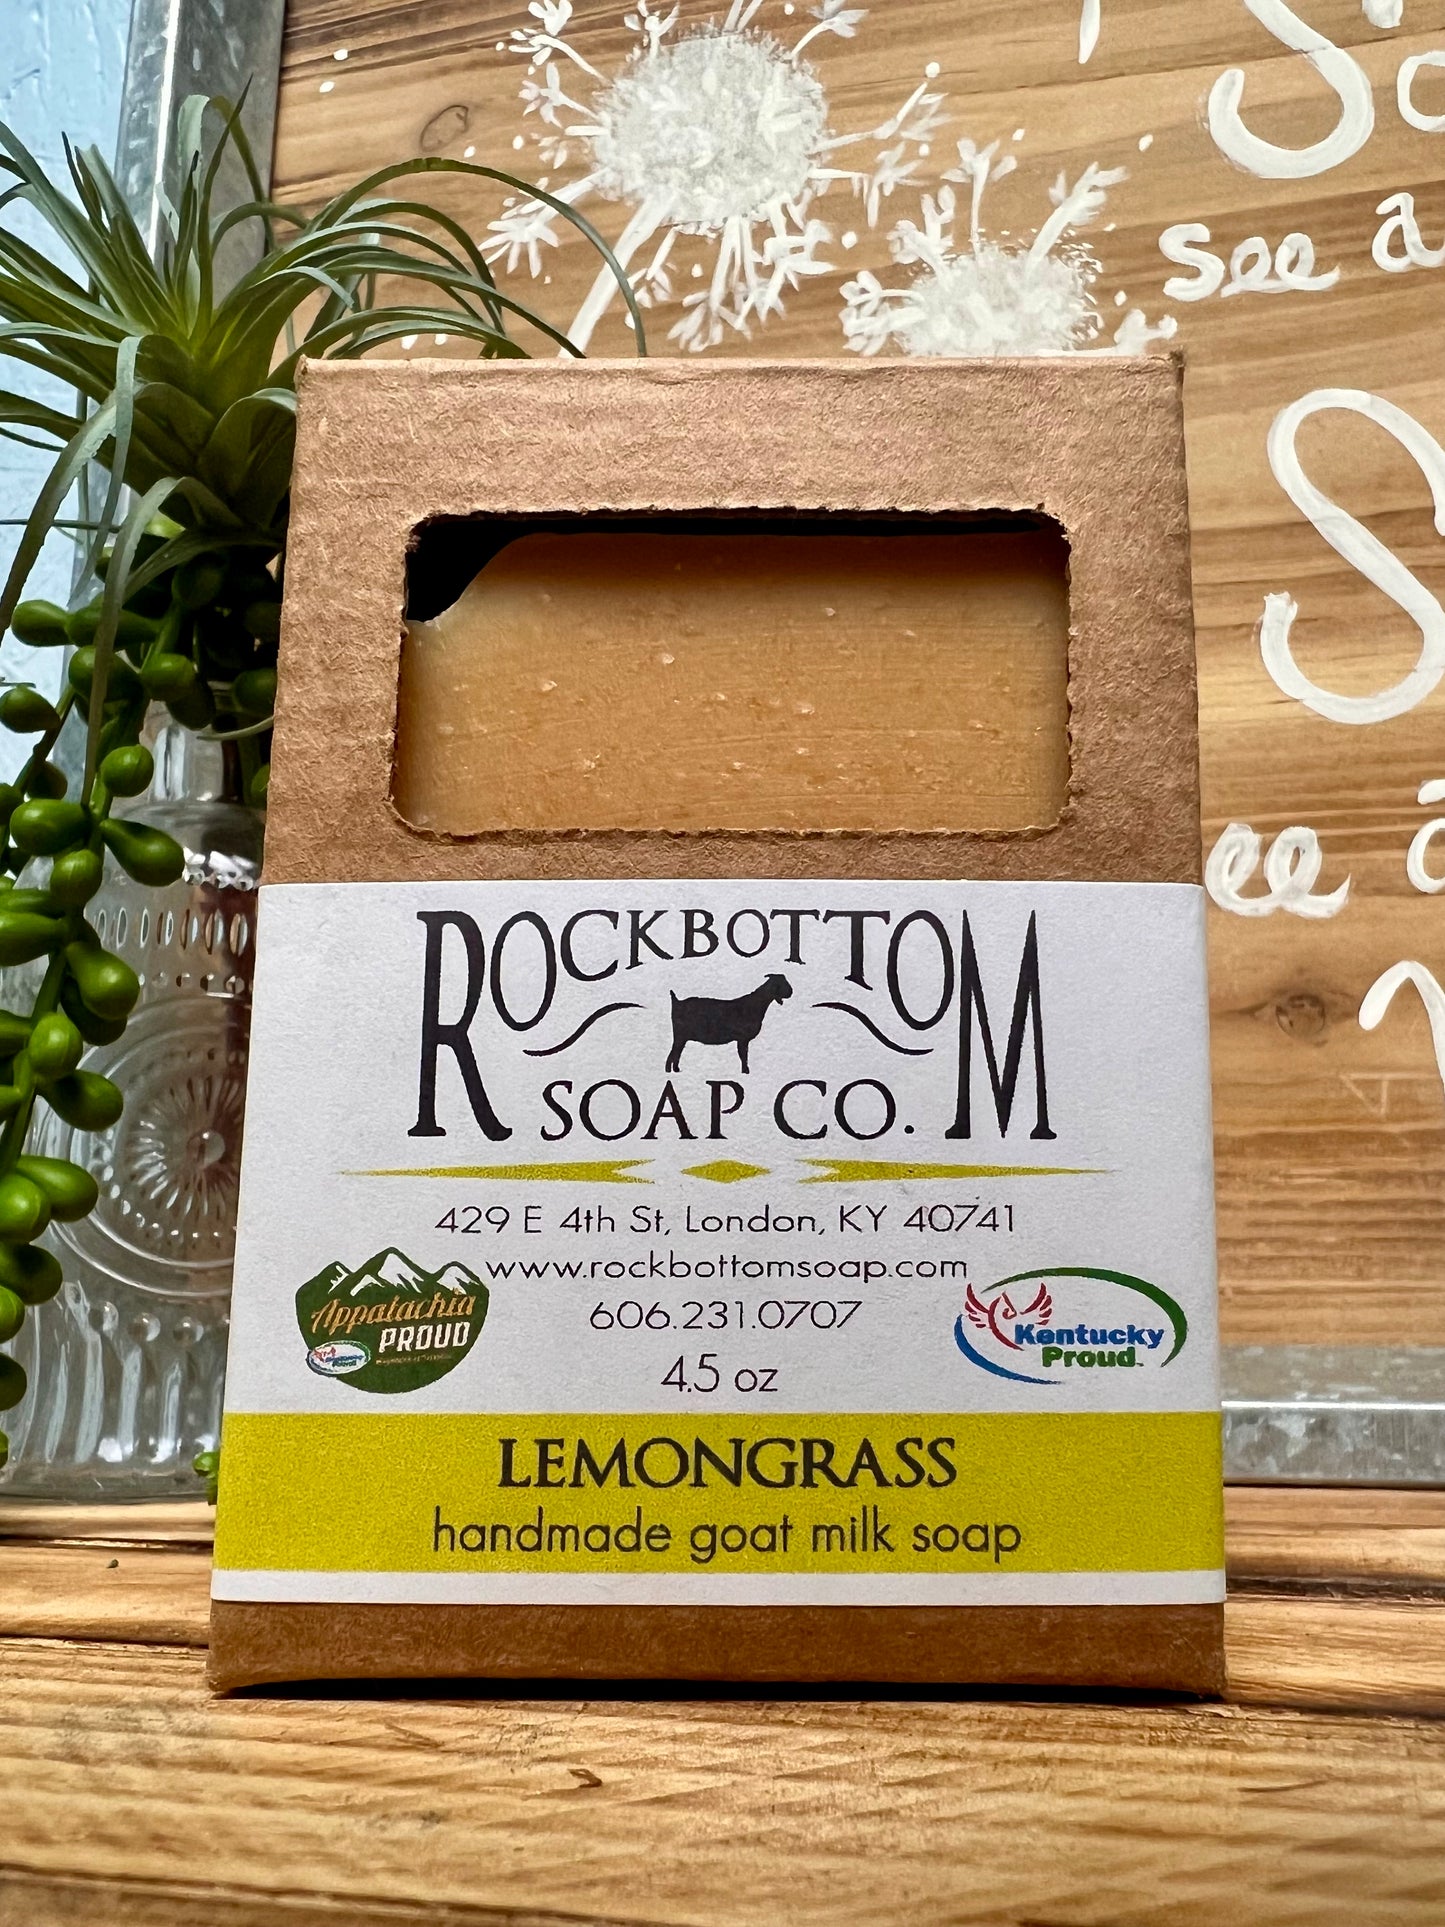 see a
ee a
ROCKBOTTOM
SOAP CO.
429 E 4th St, London, KY 40741
www.rockbottomsoap.com
606.231.0707
4.5 oz
Appalachia
PROUD
Kentucky
Proud
LEMONGRASS
handmade goat milk soap